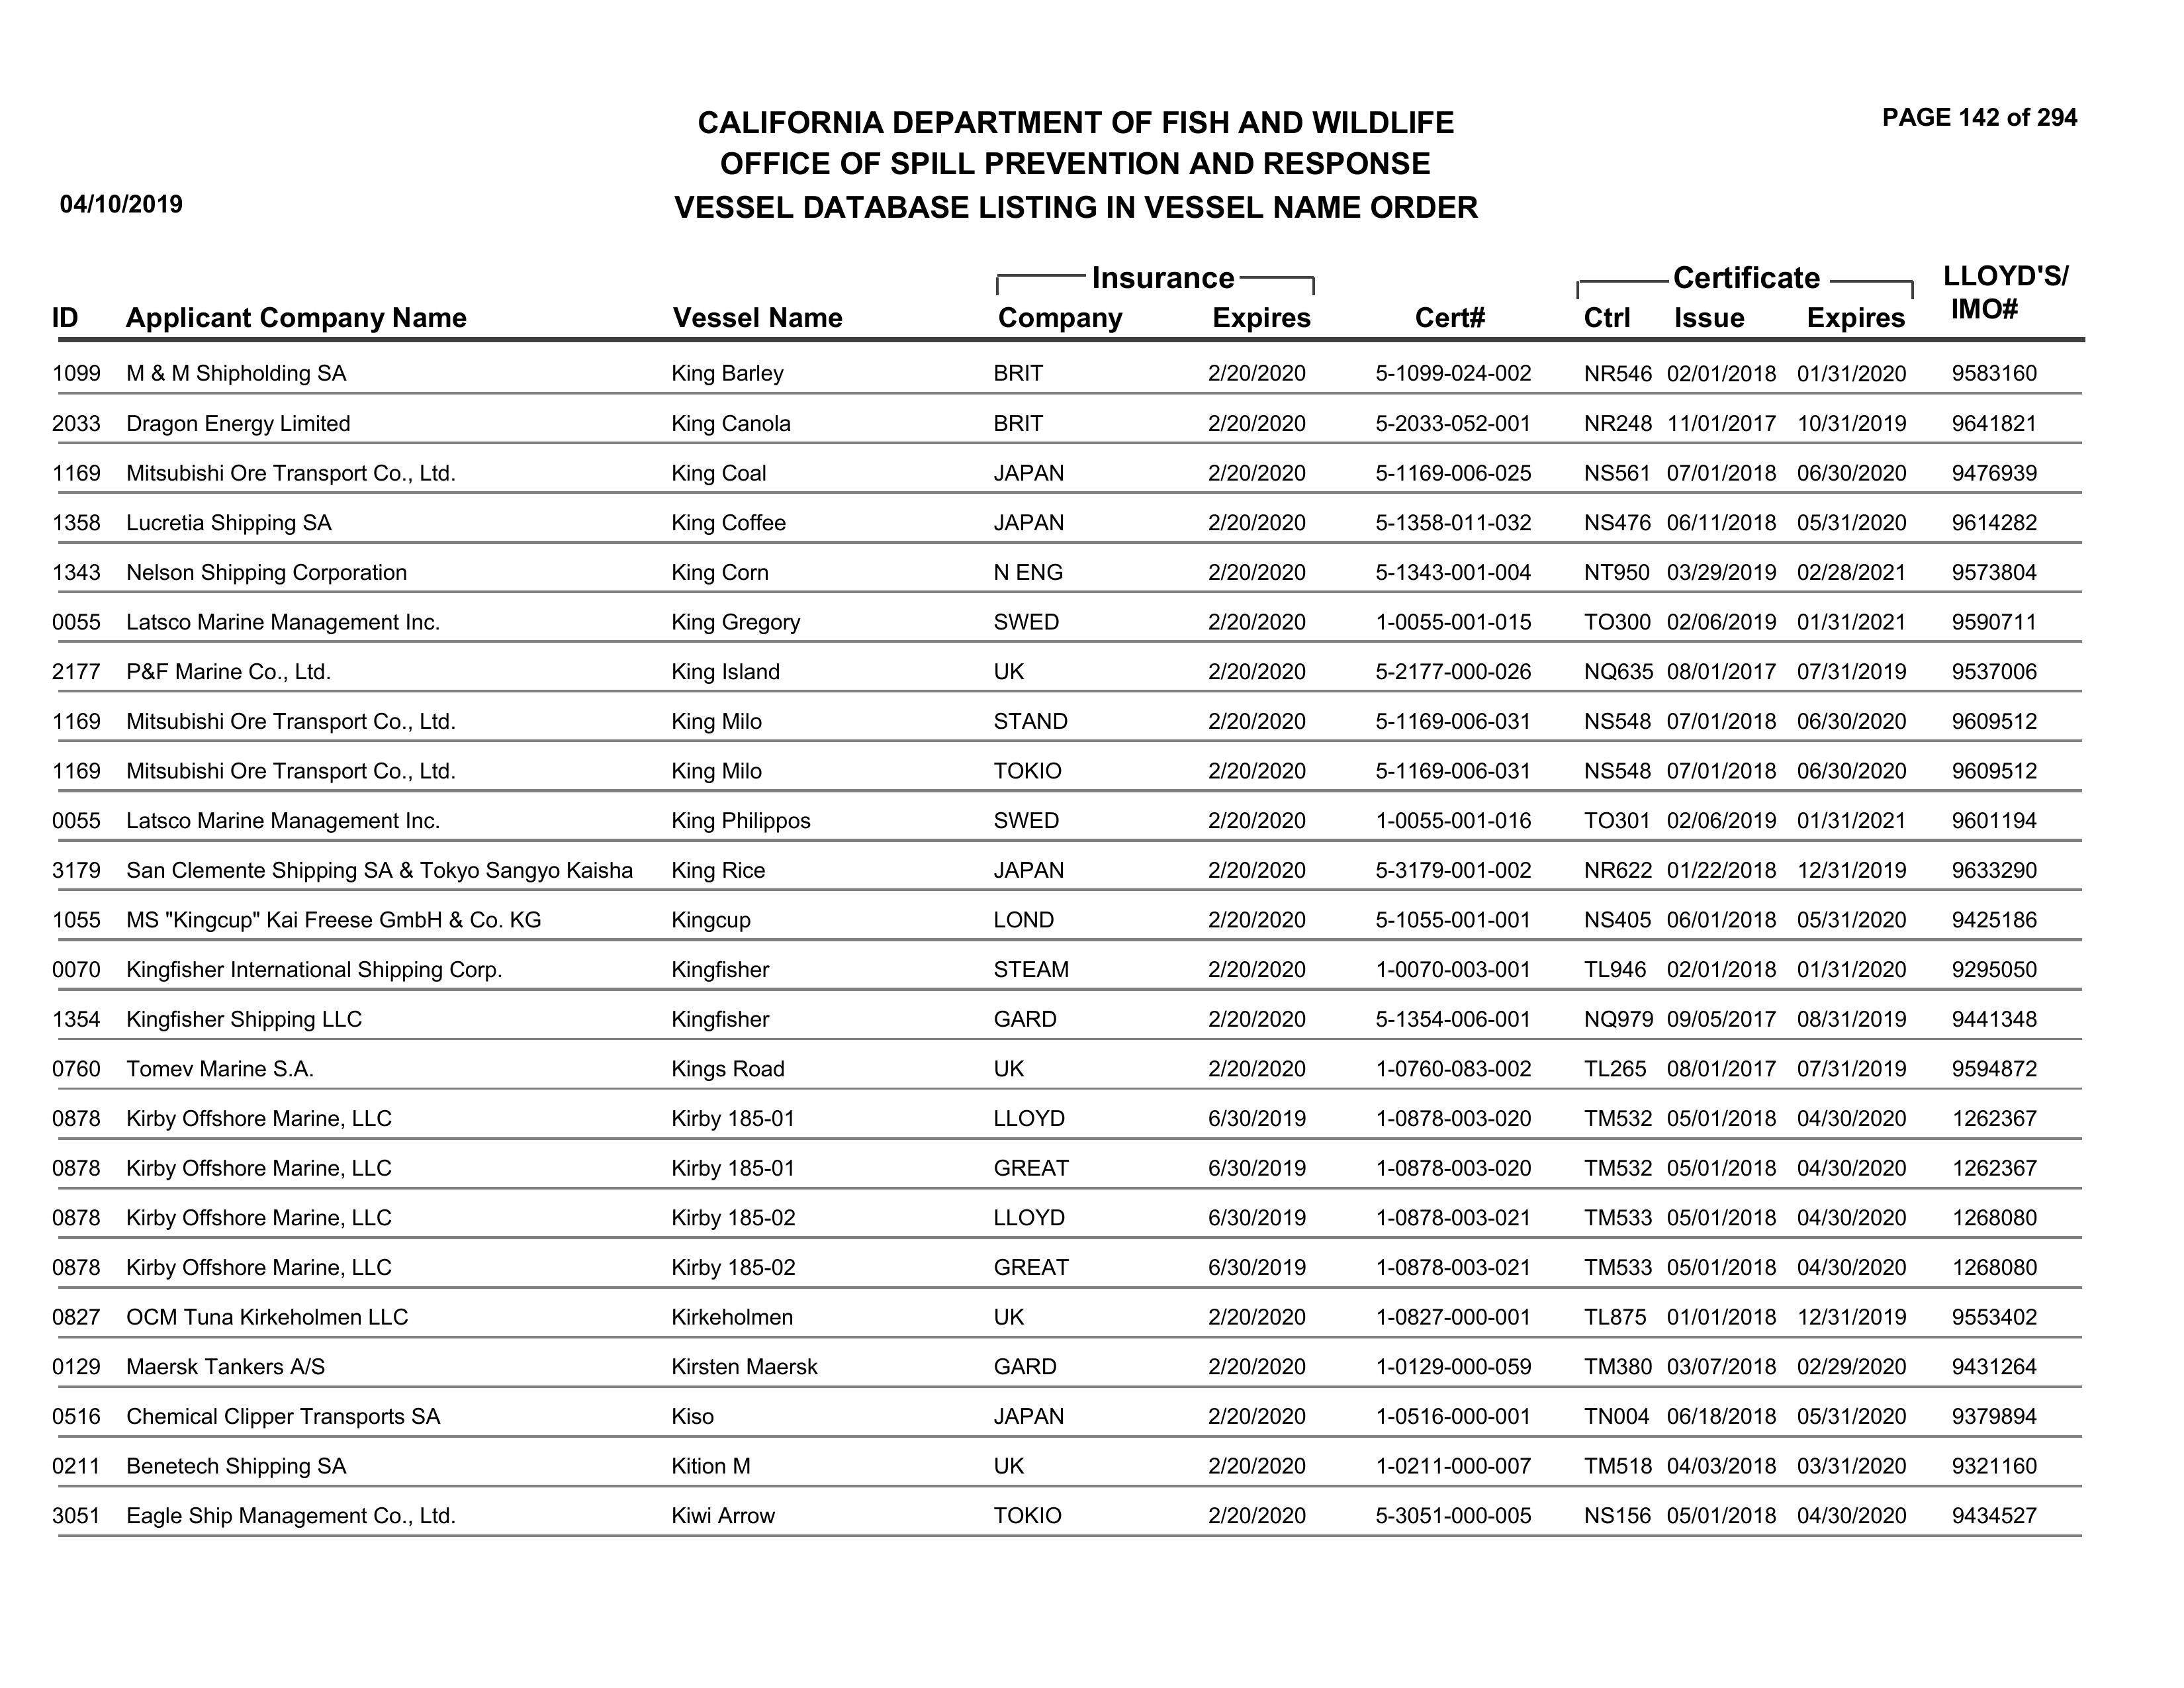 PAGE 142 of 294
CALIFORNIA DEPARTMENT OF FISH AND WILDLIFE
OFFICE OF SPILL PREVENTION AND RESPONSE
04/10/2019 VESSEL DATABASE LISTING IN VESSEL NAME ORDER
Insurance Certificate LLOYD'S/
ID Applicant Company Name Vessel Name Company Expires Cert# Ctrl Issue Expires IMO#
1099 M & M Shipholding SA King Barley BRIT 2/20/2020 5-1099-024-002 NR546 02/01/2018 01/31/2020 9583160
2033 Dragon Energy Limited King Canola BRIT 2/20/2020 5-2033-052-001 NR248 11/01/2017 10/31/2019 9641821
1169 Mitsubishi Ore Transport Co., Ltd. King Coal JAPAN 2/20/2020 5-1169-006-025 NS561 07/01/2018 06/30/2020 9476939
1358 Lucretia Shipping SA King Coffee JAPAN 2/20/2020 5-1358-011-032 NS476 06/11/2018 05/31/2020 9614282
1343 Nelson Shipping Corporation King Corn N ENG 2/20/2020 5-1343-001-004 NT950 03/29/2019 02/28/2021 9573804
0055 Latsco Marine Management Inc. King Gregory SWED 2/20/2020 1-0055-001-015 TO300 02/06/2019 01/31/2021 9590711
2177 P&F Marine Co., Ltd. King Island UK 2/20/2020 5-2177-000-026 NQ635 08/01/2017 07/31/2019 9537006
1169 Mitsubishi Ore Transport Co., Ltd. King Milo STAND 2/20/2020 5-1169-006-031 NS548 07/01/2018 06/30/2020 9609512
1169 Mitsubishi Ore Transport Co., Ltd. King Milo TOKIO 2/20/2020 5-1169-006-031 NS548 07/01/2018 06/30/2020 9609512
0055 Latsco Marine Management Inc. King Philippos SWED 2/20/2020 1-0055-001-016 TO301 02/06/2019 01/31/2021 9601194
3179 San Clemente Shipping SA & Tokyo Sangyo Kaisha King Rice JAPAN 2/20/2020 5-3179-001-002 NR622 01/22/2018 12/31/2019 9633290
1055 MS "Kingcup" Kai Freese GmbH & Co. KG Kingcup LOND 2/20/2020 5-1055-001-001 NS405 06/01/2018 05/31/2020 9425186
0070 Kingfisher International Shipping Corp. Kingfisher STEAM 2/20/2020 1-0070-003-001 TL946 02/01/2018 01/31/2020 9295050
1354 Kingfisher Shipping LLC Kingfisher GARD 2/20/2020 5-1354-006-001 NQ979 09/05/2017 08/31/2019 9441348
0760 Tomev Marine S.A. Kings Road UK 2/20/2020 1-0760-083-002 TL265 08/01/2017 07/31/2019 9594872
0878 Kirby Offshore Marine, LLC Kirby 185-01 LLOYD 6/30/2019 1-0878-003-020 TM532 05/01/2018 04/30/2020 1262367
0878 Kirby Offshore Marine, LLC Kirby 185-01 GREAT 6/30/2019 1-0878-003-020 TM532 05/01/2018 04/30/2020 1262367
0878 Kirby Offshore Marine, LLC Kirby 185-02 LLOYD 6/30/2019 1-0878-003-021 TM533 05/01/2018 04/30/2020 1268080
0878 Kirby Offshore Marine, LLC Kirby 185-02 GREAT 6/30/2019 1-0878-003-021 TM533 05/01/2018 04/30/2020 1268080
0827 OCM Tuna Kirkeholmen LLC Kirkeholmen UK 2/20/2020 1-0827-000-001 TL875 01/01/2018 12/31/2019 9553402
0129 Maersk Tankers A/S Kirsten Maersk GARD 2/20/2020 1-0129-000-059 TM380 03/07/2018 02/29/2020 9431264
0516 Chemical Clipper Transports SA Kiso JAPAN 2/20/2020 1-0516-000-001 TN004 06/18/2018 05/31/2020 9379894
0211 Benetech Shipping SA Kition M UK 2/20/2020 1-0211-000-007 TM518 04/03/2018 03/31/2020 9321160
3051 Eagle Ship Management Co., Ltd. Kiwi Arrow TOKIO 2/20/2020 5-3051-000-005 NS156 05/01/2018 04/30/2020 9434527